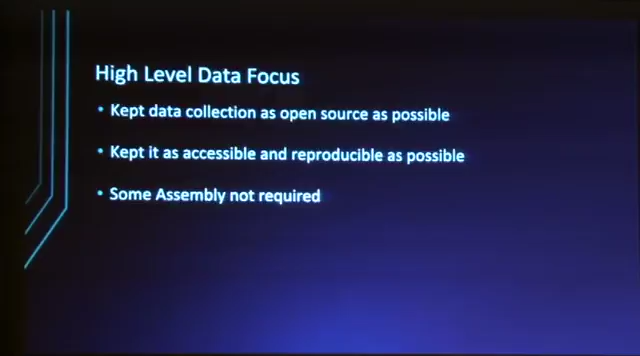 High Level Data Focus
• Kept data collection as open source as possible
• Kept it as accessible and reproducible as possible
• Some Assembly not required